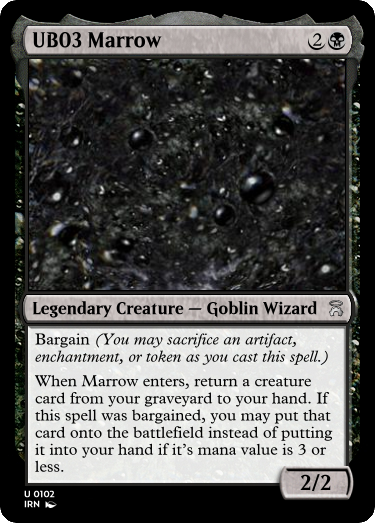 UB03 Marrow 2
Legendary Creature — Goblin Wizard
Bargain (You may sacrifice an artifact,
enchantment, or token as you cast this spell.)
When Marrow enters, return a creature
card from your graveyard to your hand. If
this spell was bargained, you may put that
card onto the battlefield instead of putting
it into your hand if it's mana value is 3 or
less.
2/2
U 0102
IRN